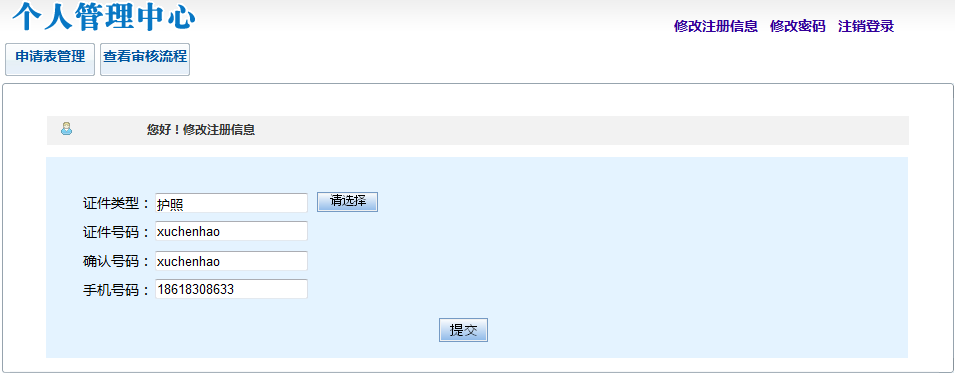 个人管理中心
修改注册信息 修改密码 注销登录
申请表管理 查看审核流程
您好！修改注册信息
证件类型： 护照 请选择
证件号码： xuchenhao
确认号码： xuchenhao
手机号码： 18618308633
提交